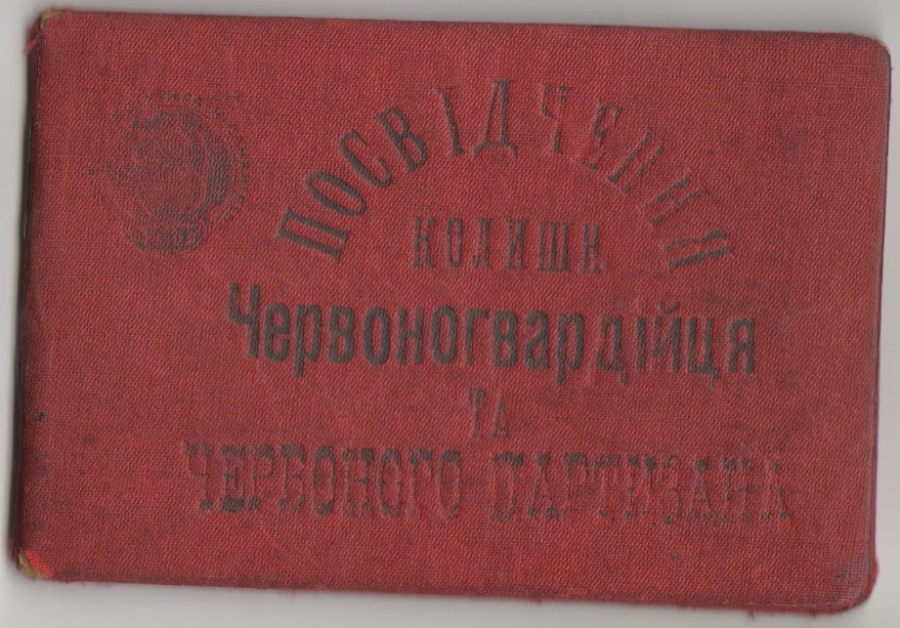 ПОСВІДЧЕННЯ
КОЛИШН.
Червоногвардійця
ТА
ЧЕРВОНОГО ПАРТИЗАНА